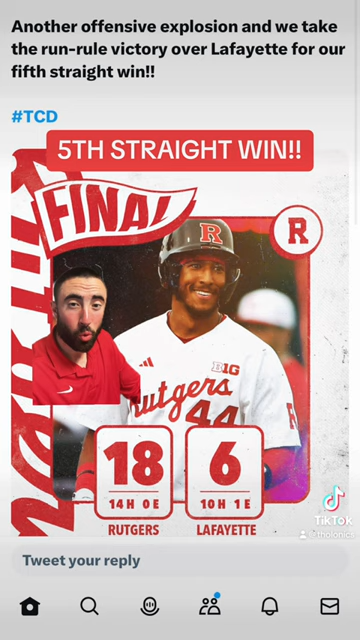 Another offensive explosion and we take
the run-rule victory over Lafayette for our
fifth straight win!!
#TCD
5TH STRAIGHT WIN!!
FINAL
R
R
B1G
Rutgers
44
R
18
6
14H 0E
10H 1E
RUTGERS
LAFAYETTE
TikTok
Tweet your reply